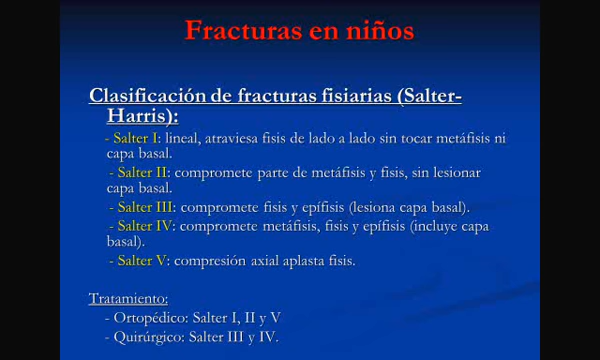 Fracturas en niños
Clasificación de fracturas fisiarias (Salter-
Harris):
- Salter I: lineal, atraviesa fisis de lado a lado sin tocar metáfisis ni
capa basal.
- Salter II: compromete parte de metáfisis y fisis, sin lesionar
capa basal.
- Salter III: compromete fisis y epífisis (lesiona capa basal).
- Salter IV: compromete metáfisis, fisis y epífisis (incluye capa
basal).
- Salter V: compresión axial aplasta fisis.
Tratamiento:
- Ortopédico: Salter I, II y V
- Quirúrgico: Salter III y IV.